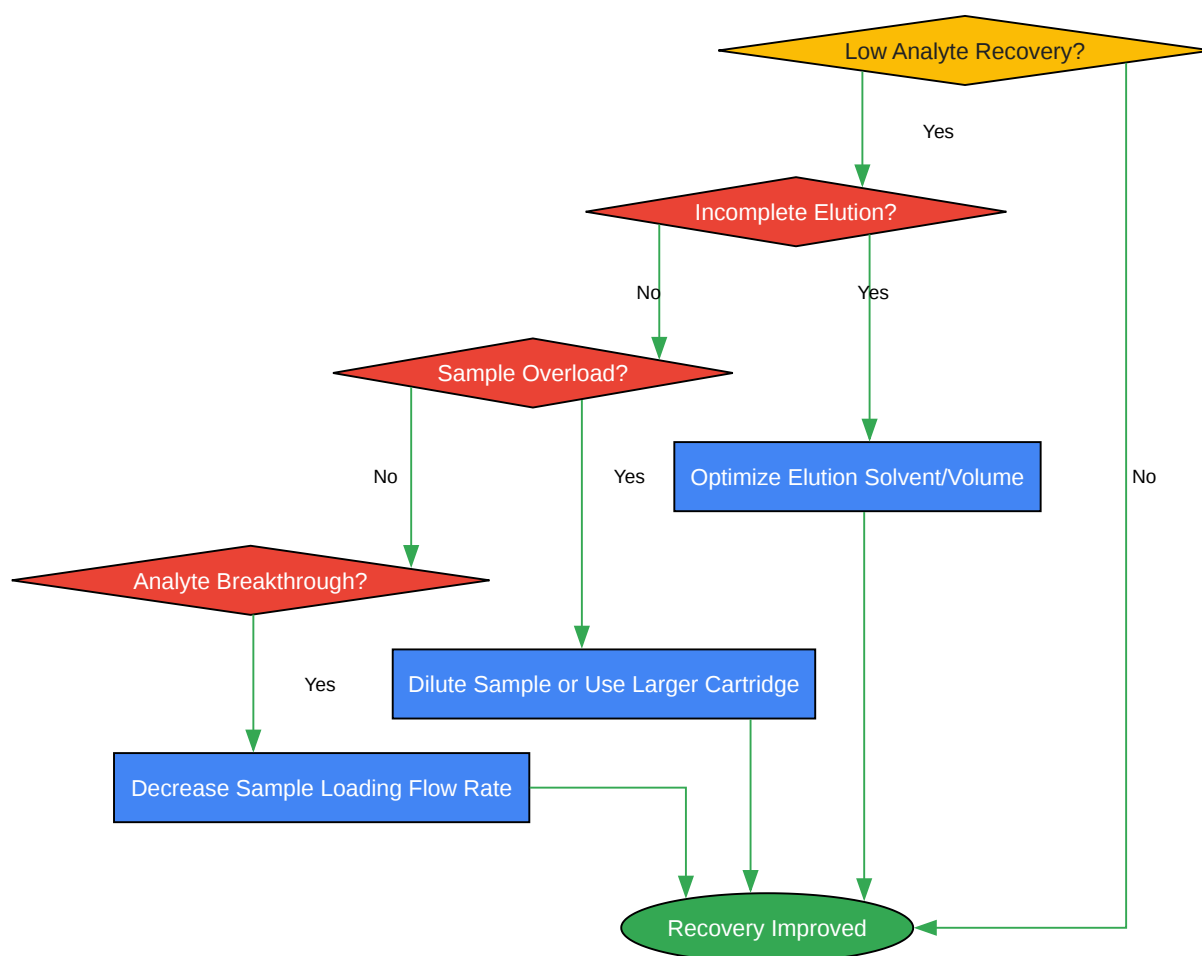 Low Analyte Recovery?
Yes
Incomplete Elution?
No
Yes
Sample Overload?
No
Yes
Optimize Elution Solvent/Volume
No
Analyte Breakthrough?
Yes
Dilute Sample or Use Larger Cartridge
Decrease Sample Loading Flow Rate
Recovery Improved